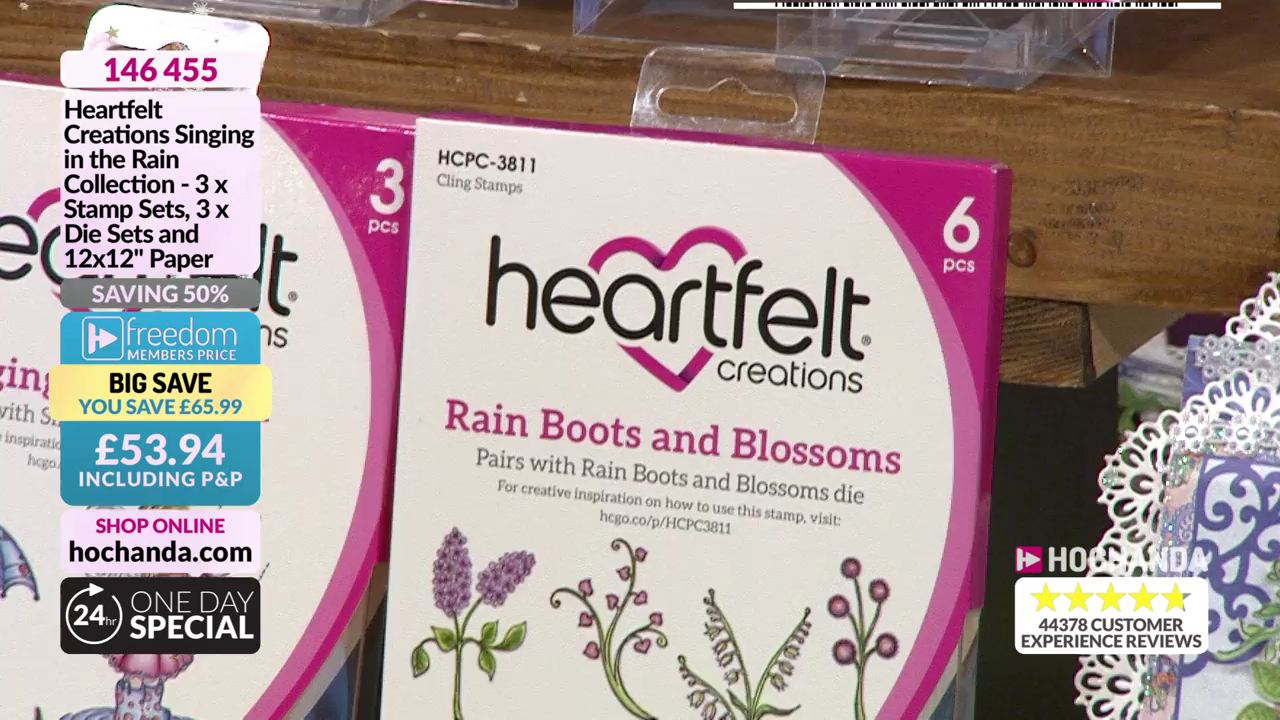 146 455
Heartfelt
Creations Singing
in the Rain
Collection - 3 x
Stamp Sets, 3 x
Die Sets and
12x12" Paper
SAVING 50%
freedom
MEMBERS PRICE
BIG SAVE
YOU SAVE £65.99
£53.94
INCLUDING P&P
SHOP ONLINE
hochanda.com
24hr
ONE DAY
SPECIAL
3
pcs
HCPC-3811
Cling Stamps
6
pcs
heartfelt®
creations
Rain Boots and Blossoms
Pairs with Rain Boots and Blossoms die
For creative inspiration on how to use this stamp, visit:
hcgo.co/p/HCPC3811
HOCHANDA
44378 CUSTOMER
EXPERIENCE REVIEWS